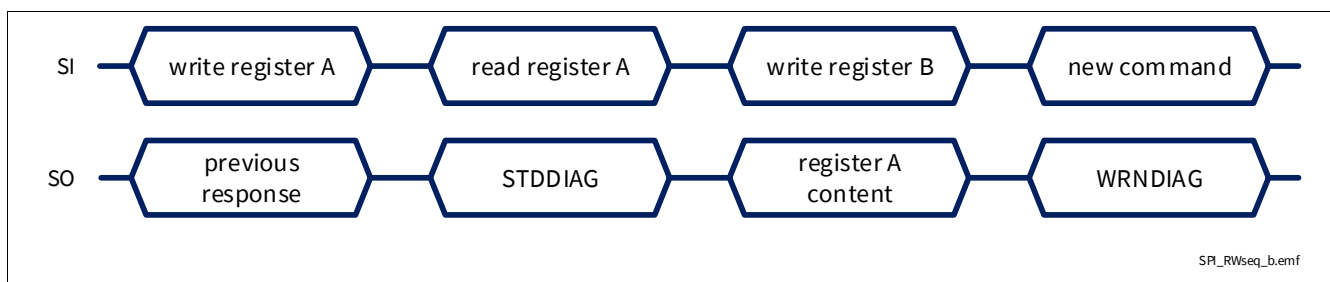 SI
write register A
read register A
write register B
new command
SO
previous
response
STDDIAG
register A
content
WRNDIAG
SPI_RWseq_b.emf